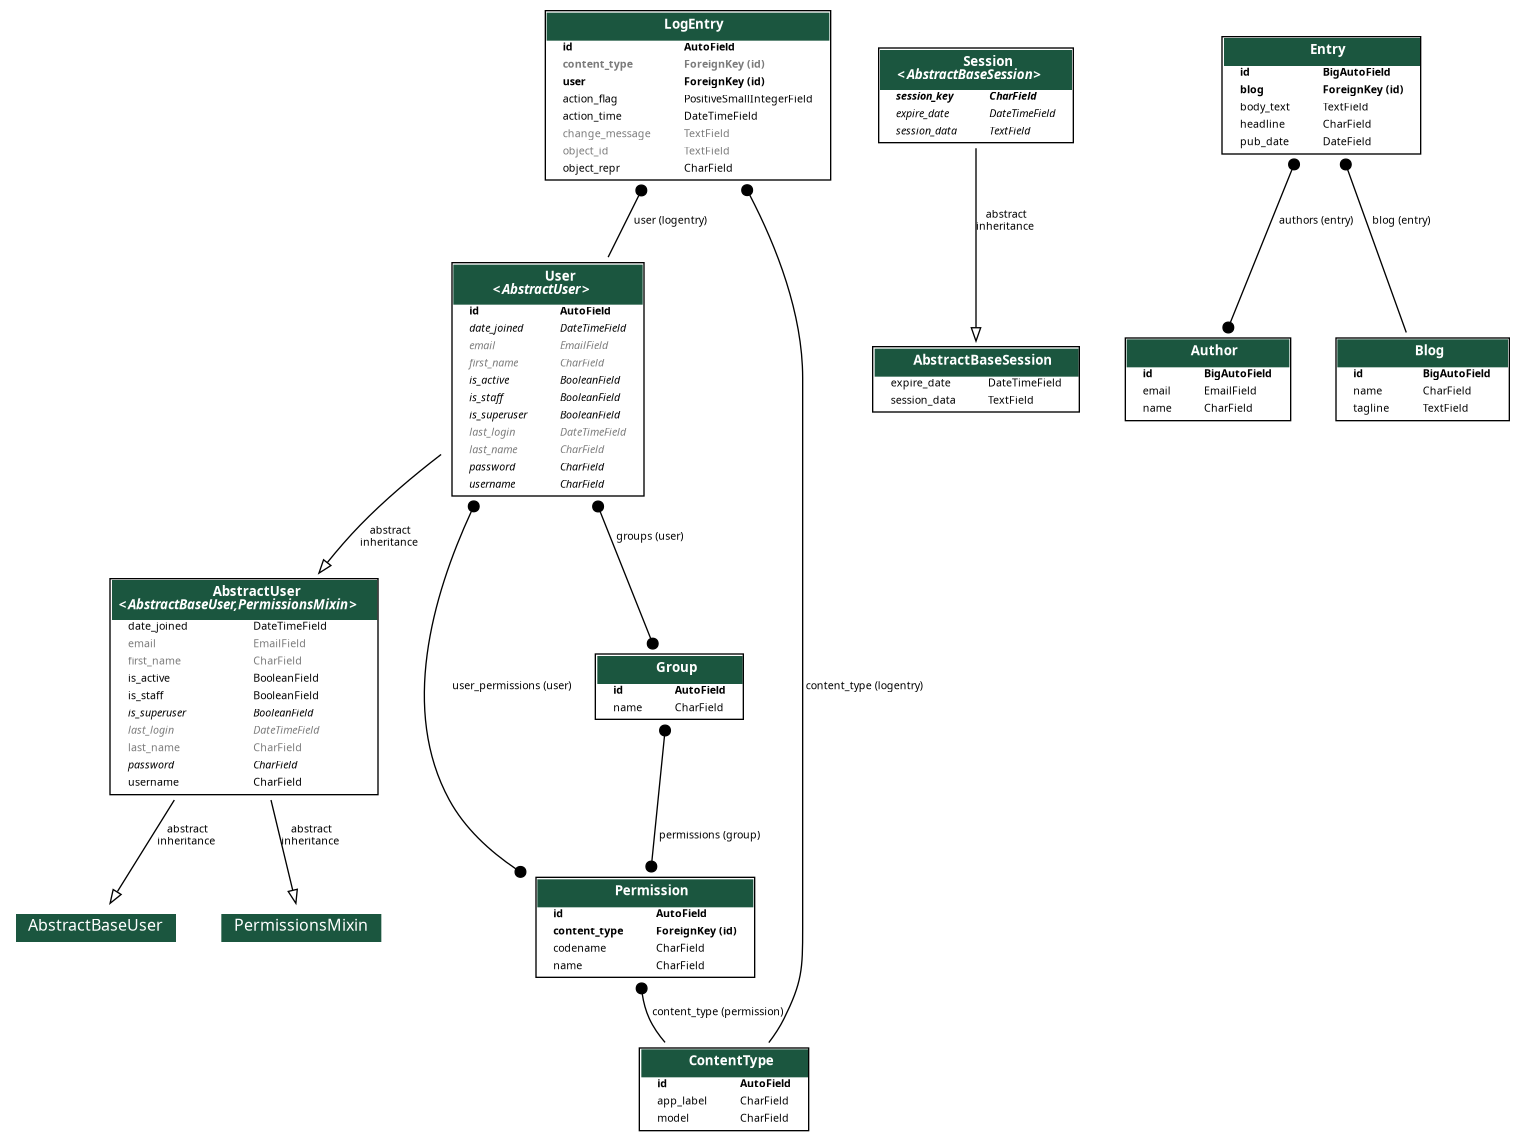 LogEntry
id AutoField
content_type ForeignKey (id)
user ForeignKey (id)
action_flag PositiveSmallIntegerField
action_time DateTimeField
change_message TextField
object_id TextField
object_repr CharField
Session
<AbstractBaseSession>
session_key CharField
expire_date DateTimeField
session_data TextField
Entry
id BigAutoField
blog ForeignKey (id)
body_text TextField
headline CharField
pub_date DateField
user (logentry)
abstract
inheritance
authors (entry)
blog (entry)
User
<AbstractUser>
id AutoField
date_joined DateTimeField
email EmailField
first_name CharField
is_active BooleanField
is_staff BooleanField
is_superuser BooleanField
last_login DateTimeField
last_name CharField
password CharField
username CharField
AbstractBaseSession
expire_date DateTimeField
session_data TextField
Author
id BigAutoField
email EmailField
name CharField
Blog
id BigAutoField
name CharField
tagline TextField
abstract
inheritance
groups (user)
AbstractUser
<AbstractBaseUser,PermissionsMixin>
date_joined DateTimeField
email EmailField
first_name CharField
is_active BooleanField
is_staff BooleanField
is_superuser BooleanField
last_login DateTimeField
last_name CharField
password CharField
username CharField
user_permissions (user)
Group
id AutoField
name CharField
content_type (logentry)
abstract
inheritance
abstract
inheritance
permissions (group)
AbstractBaseUser
PermissionsMixin
Permission
id AutoField
content_type ForeignKey (id)
codename CharField
name CharField
content_type (permission)
ContentType
id AutoField
app_label CharField
model CharField